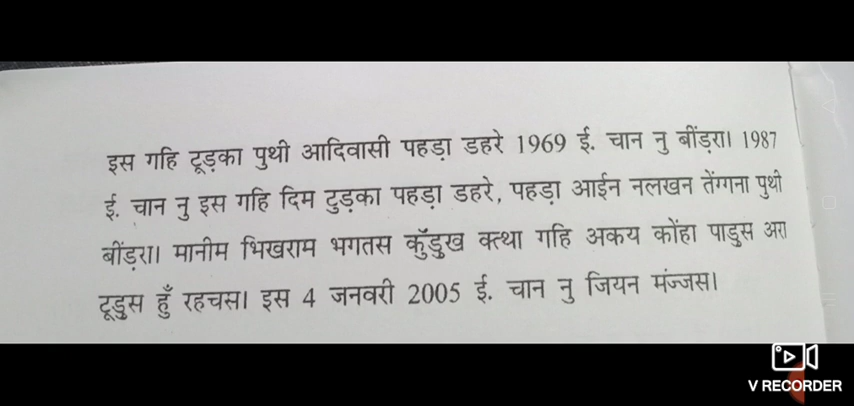 इस गहि टूड़का पुथी आदिवासी पहड़ा डहरे 1969 ई. चान नु बींड़रा। 1987
ई. चान नु इस गहि दिम टुड़का पहड़ा डहरे, पहड़ा आईन नलखन तेंग्गना पुथी
बींड़रा। मानीम भिखराम भगतस कुँड़ुख क्त्था गहि अकय कोंहा पाडुस अरा
टूड़ुस हुँ रहचस। इस 4 जनवरी 2005 ई. चान नु जियन मंज्जस।
V RECORDER